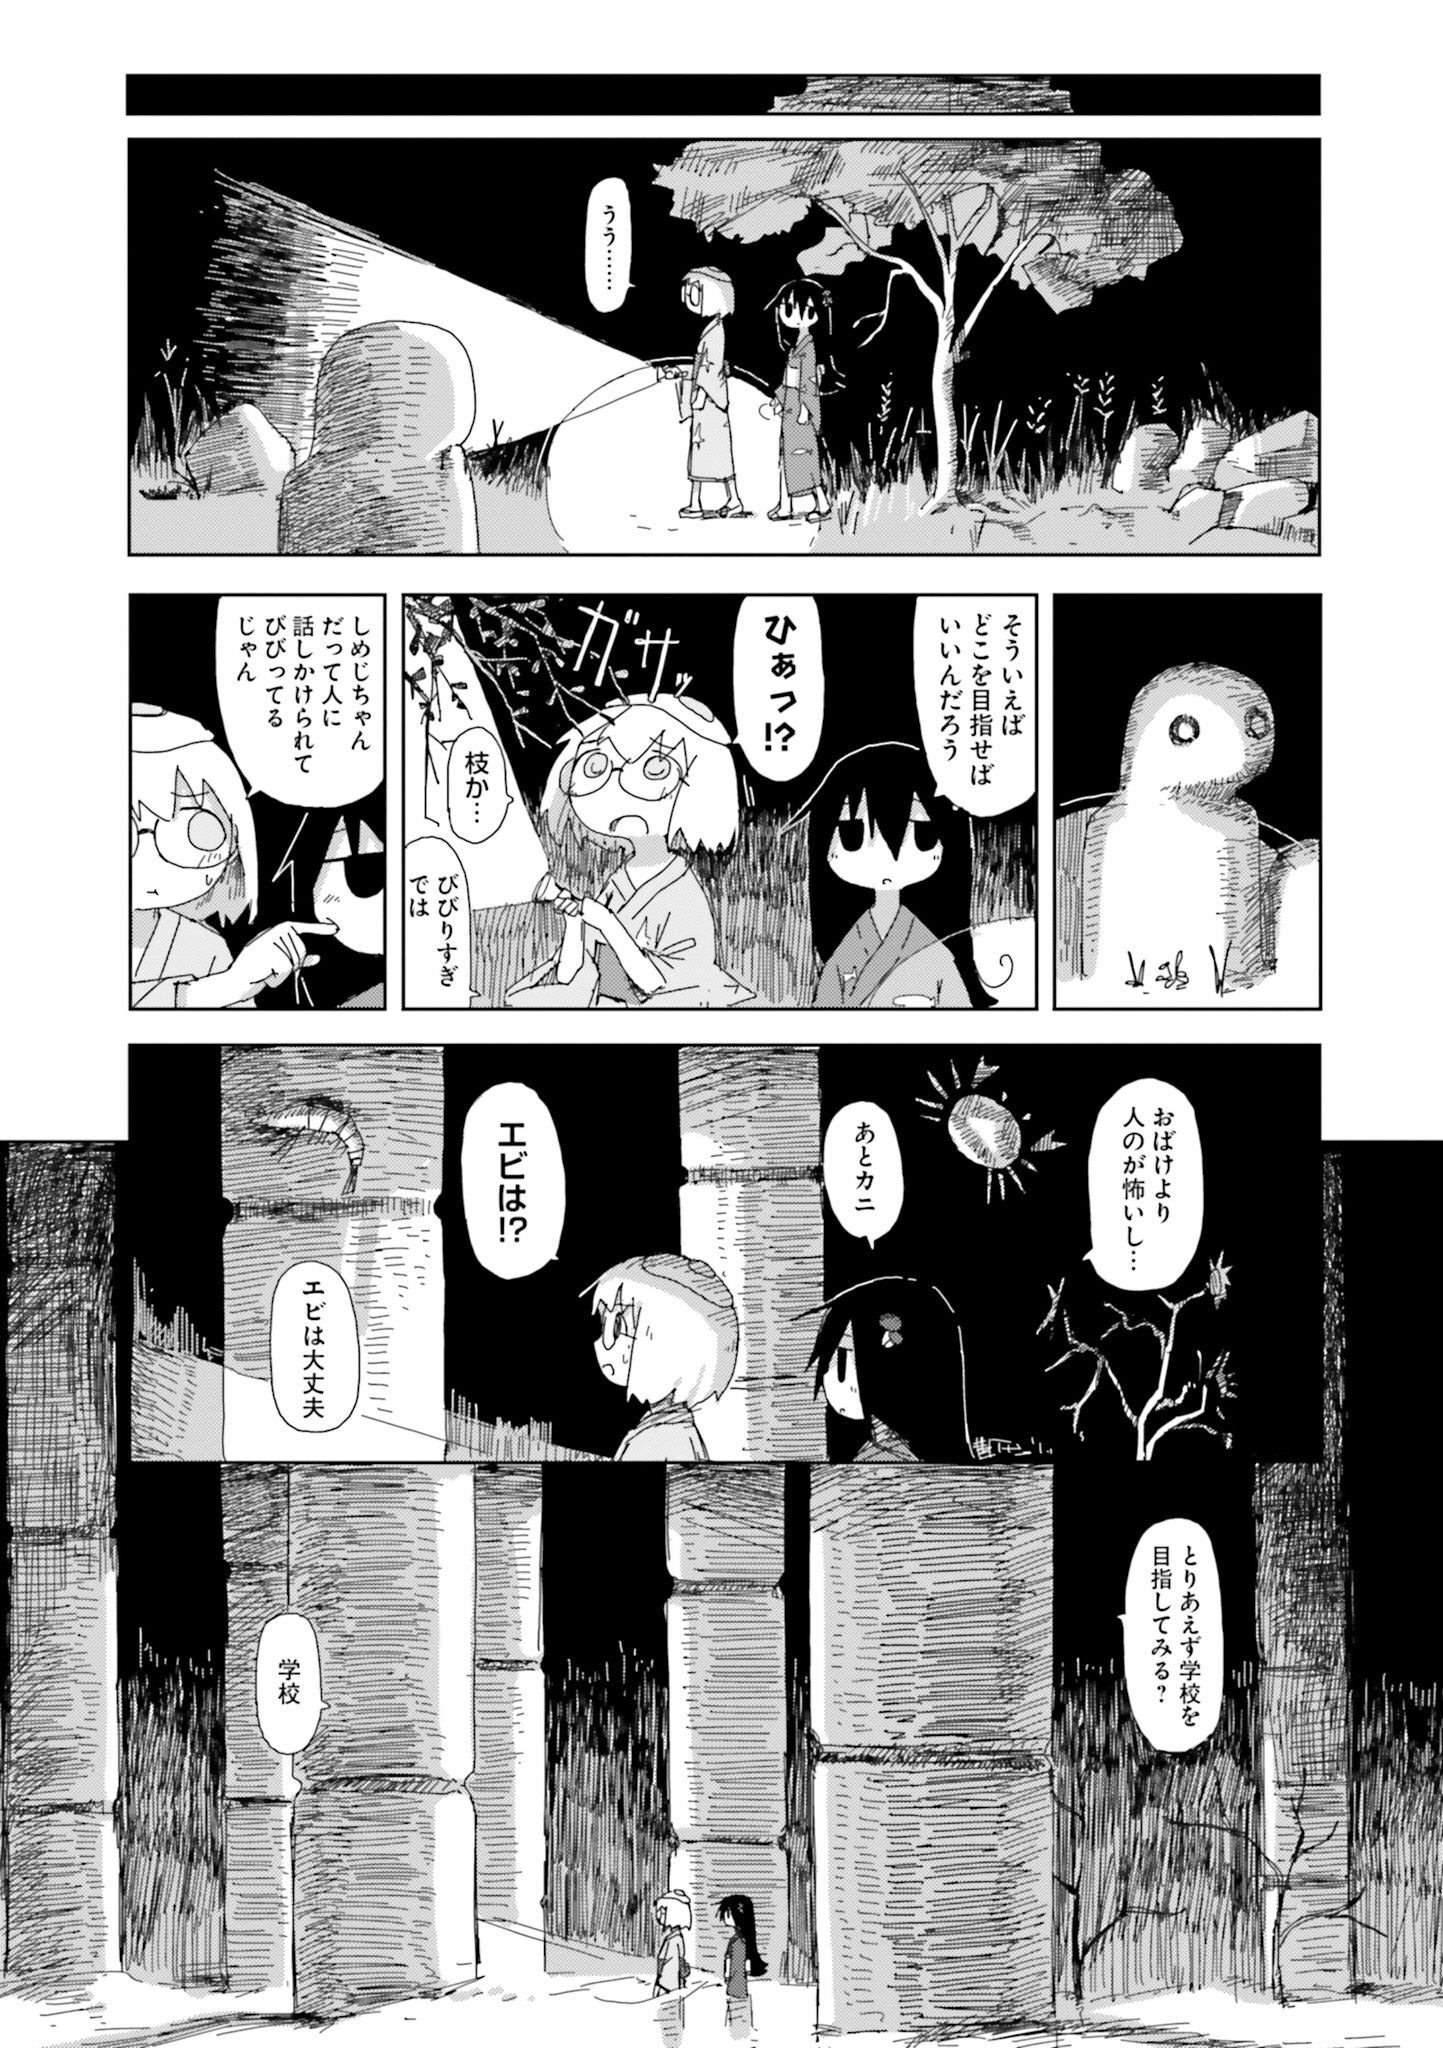 うう……
そういえば
どこを目指せば
いいんだろう
ひぁっ!?
ガサッ
枝か…
びびりすぎ
では
しめじちゃん
だって人に
話しかけられて
びびってる
じゃん
おばけより
人のが怖いし…
あとカニ
エビは!?
エビは大丈夫
とりあえず学校を
目指してみる?
学校